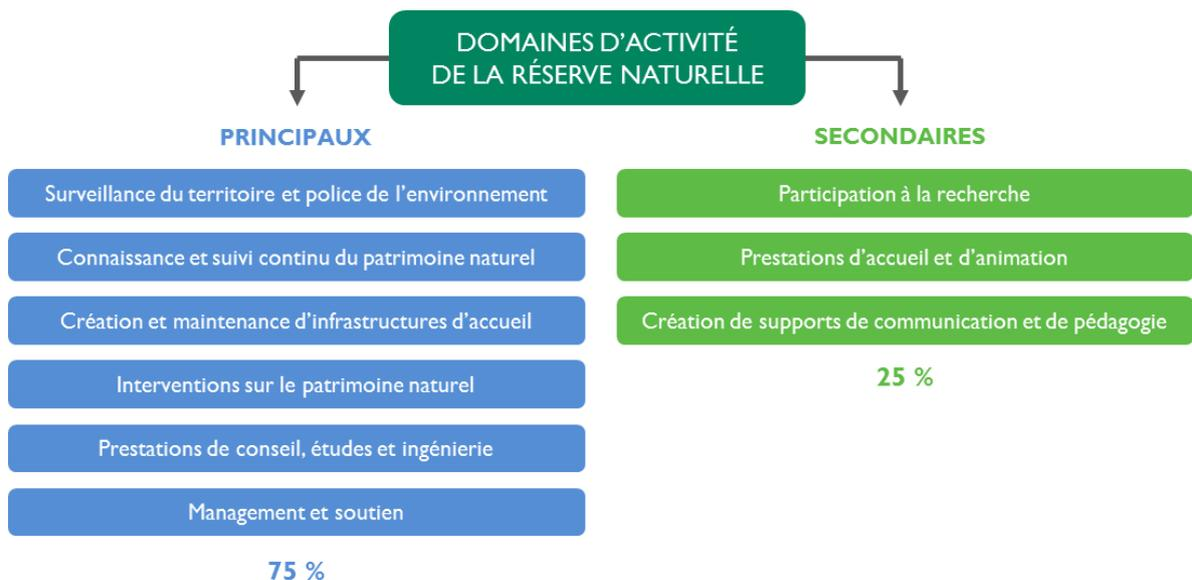 DOMAINES D’ACTIVITÉ
DE LA RÉSERVE NATURELLE
PRINCIPAUX
Surveillance du territoire et police de l’environnement
Connaissance et suivi continu du patrimoine naturel
Création et maintenance d’infrastructures d’accueil
Interventions sur le patrimoine naturel
Prestations de conseil, études et ingénierie
Management et soutien
75 %
SECONDAIRES
Participation à la recherche
Prestations d’accueil et d’animation
Création de supports de communication et de pédagogie
25 %